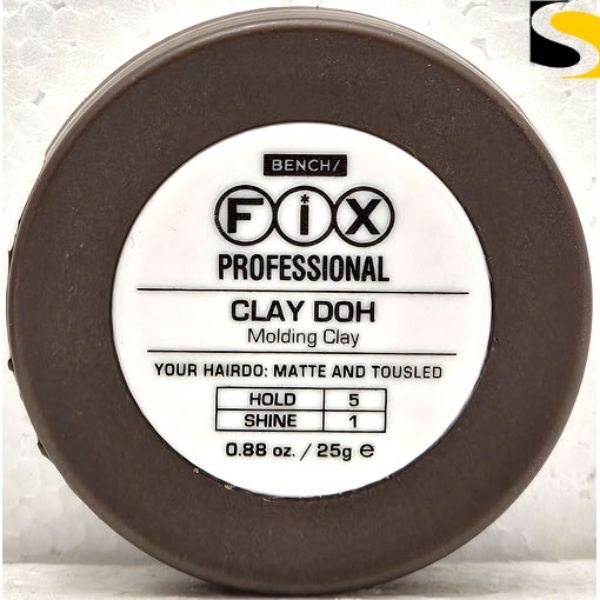 BENCH/
FiX
PROFESSIONAL
CLAY DOH
Molding Clay
YOUR HAIRDO: MATTE AND TOUSLED
HOLD 5
SHINE 1
0.88 oz. / 25g e
S